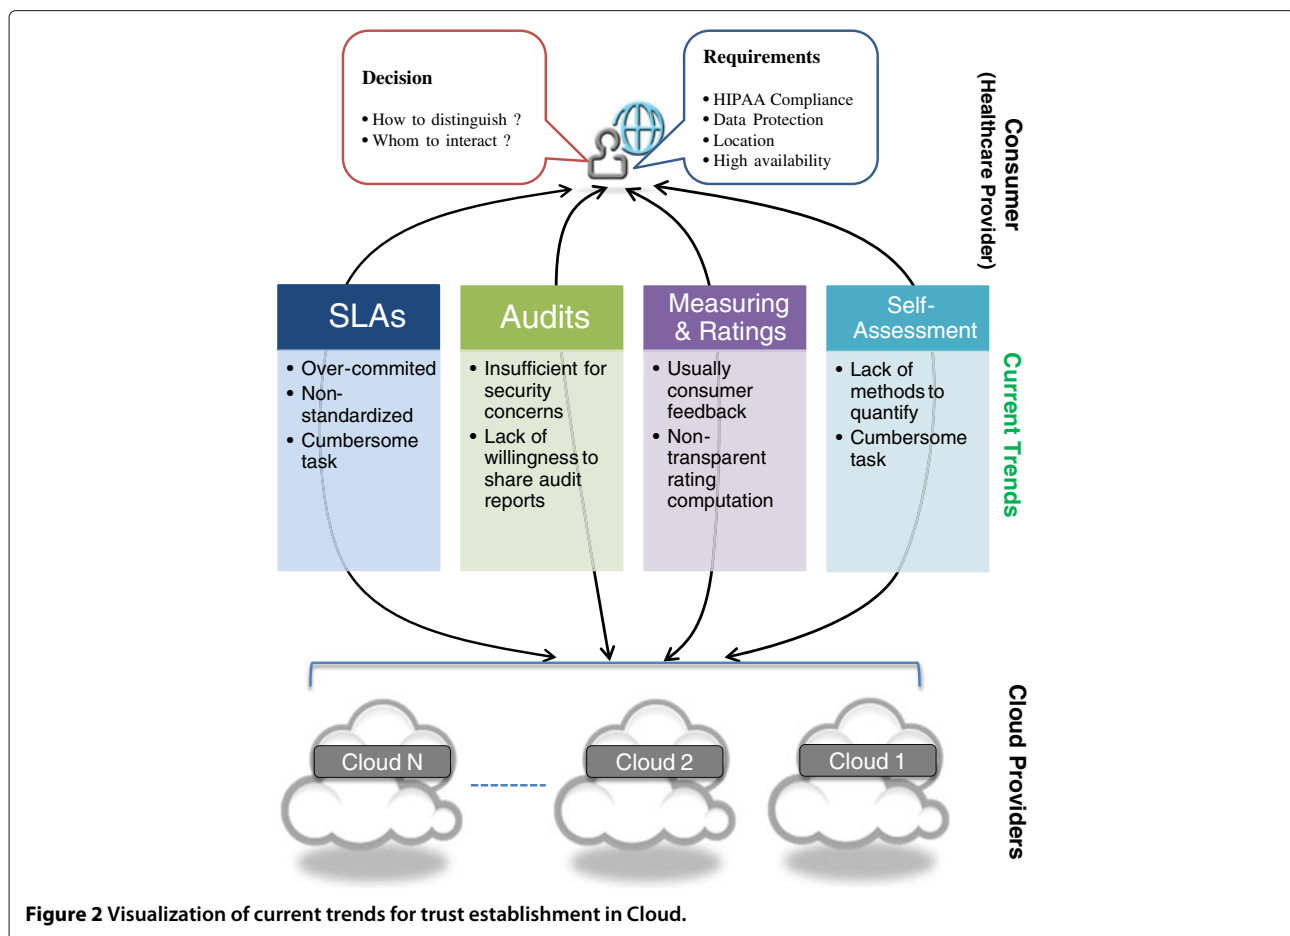 Decision
• How to distinguish ?
• Whom to interact ?
Requirements
• HIPAA Compliance
• Data Protection
• Location
• High availability
Consumer
(Healthcare Provider)
SLAs
• Over-commited
• Non-
standardized
• Cumbersome
task
Audits
• Insufficient for
security
concerns
• Lack of
willingness to
share audit
reports
Measuring
& Ratings
• Usually
consumer
feedback
• Non-
transparent
rating
computation
Self-
Assessment
• Lack of
methods to
quantify
• Cumbersome
task
Current Trends
Cloud N
Cloud 2
Cloud 1
Cloud Providers
Figure 2 Visualization of current trends for trust establishment in Cloud.